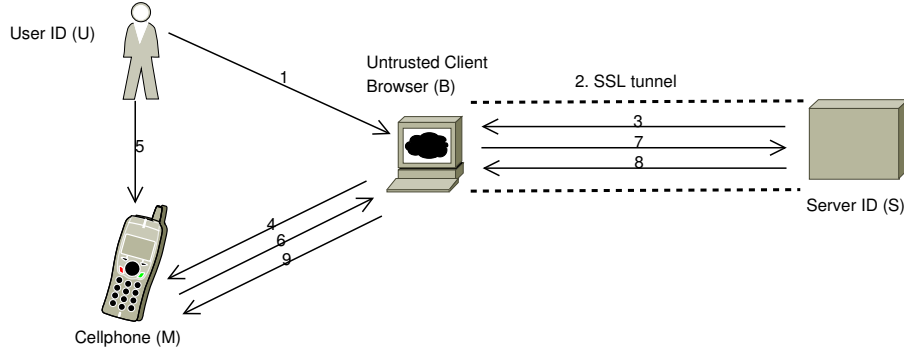 User ID (U)
1
Untrusted Client
Browser (B)
2. SSL tunnel
3
7
8
5
Server ID (S)
4
6
9
Cellphone (M)